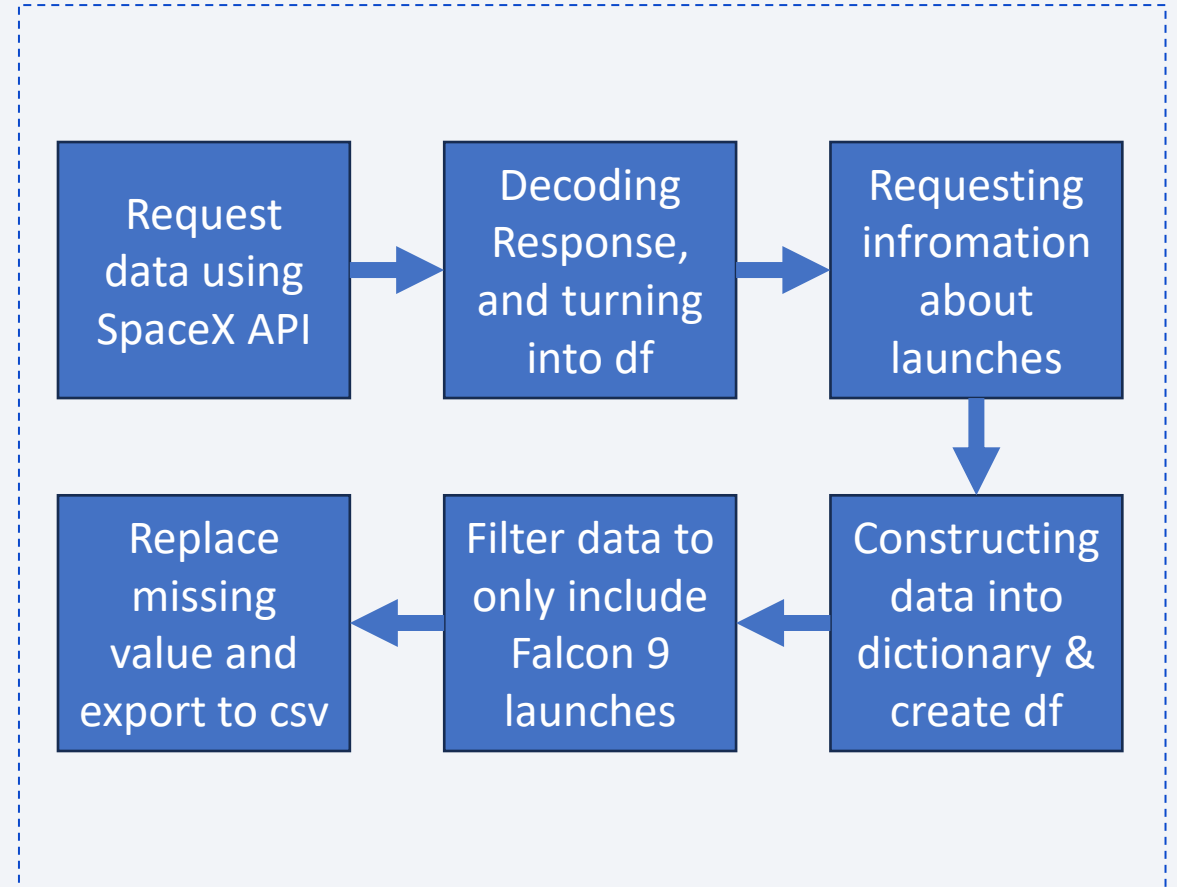 Request
data using
SpaceX API
Decoding
Response,
and turning
into df
Requesting
infromation
about
launches
Constructing
data into
dictionary &
create df
Filter data to
only include
Falcon 9
launches
Replace
missing
value and
export to csv